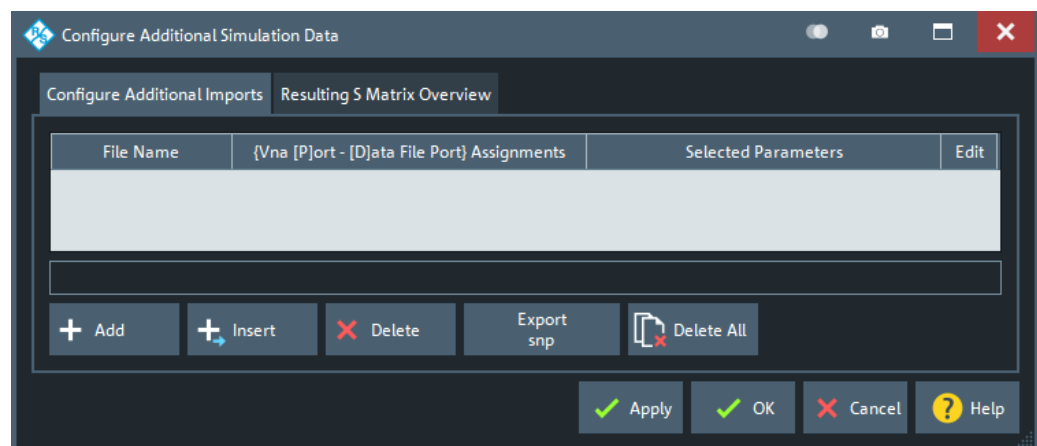 Configure Additional Simulation Data
Configure Additional Imports Resulting S Matrix Overview
File Name {Vna [P]ort - [D]ata File Port} Assignments Selected Parameters Edit
Add Insert Delete Export
snp Delete All
Apply OK Cancel ? Help